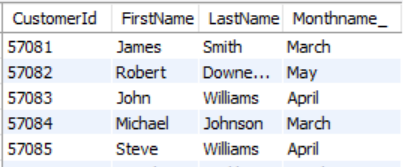 CustomerId FirstName LastName Monthname_
57081 James Smith March
57082 Robert Downe... May
57083 John Williams April
57084 Michael Johnson March
57085 Steve Williams April